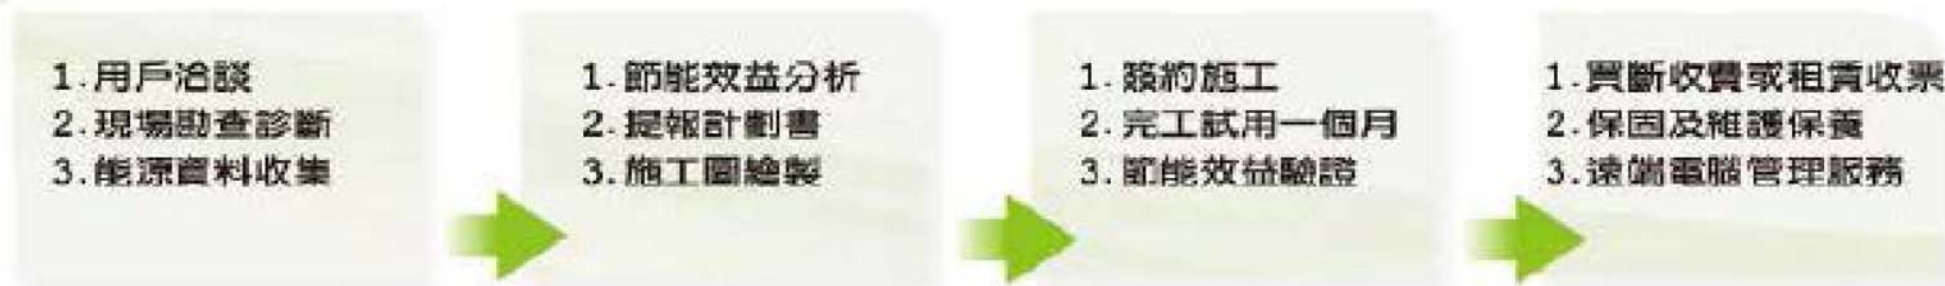 1.用戶洽談
2.現場勘查診斷
3.能源資料收集
1.節能效益分析
2.提報計劃書
3.施工圖繪製
1.簽約施工
2.完工試用一個月
3.節能效益驗證
1.買斷收費或租賃收票
2.保固及維護保養
3.遠端電腦管理服務